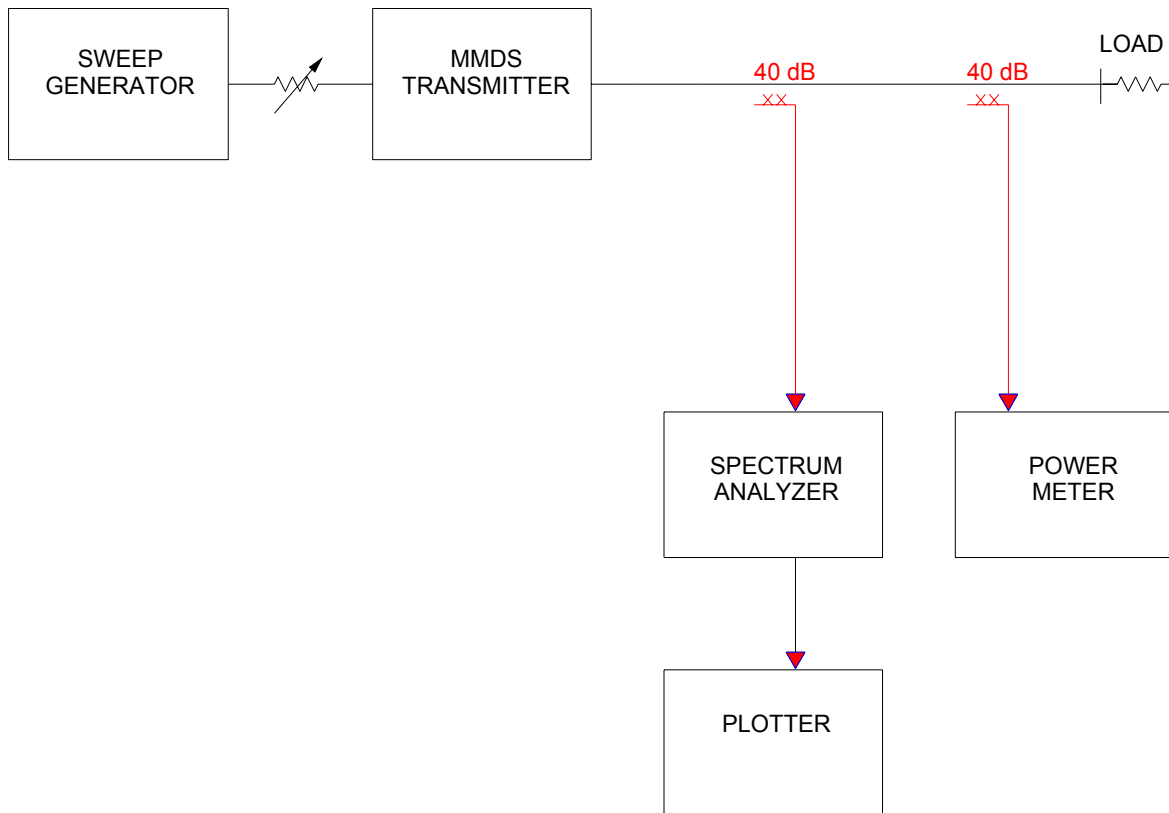 SWEEP
GENERATOR
MMDS
TRANSMITTER
40 dB
40 dB
LOAD
SPECTRUM
ANALYZER
POWER
METER
PLOTTER